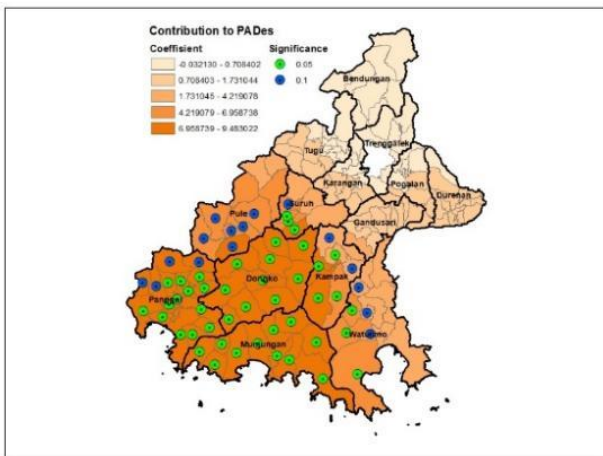 Contribution to PADes
Coeffisient Significance
-0.032130 - 0.708402 0.05
0.708403 - 1.731044 0.1
1.731045 - 4.219078
4.219079 - 6.958738
6.958739 - 9.483022
Bendungan
Tugu
Trenggalek
Karangan
Pogalan
Durenan
Suruh
Gandusari
Pule
Dongko
Kampak
Panggul
Watulimo
Munjungan